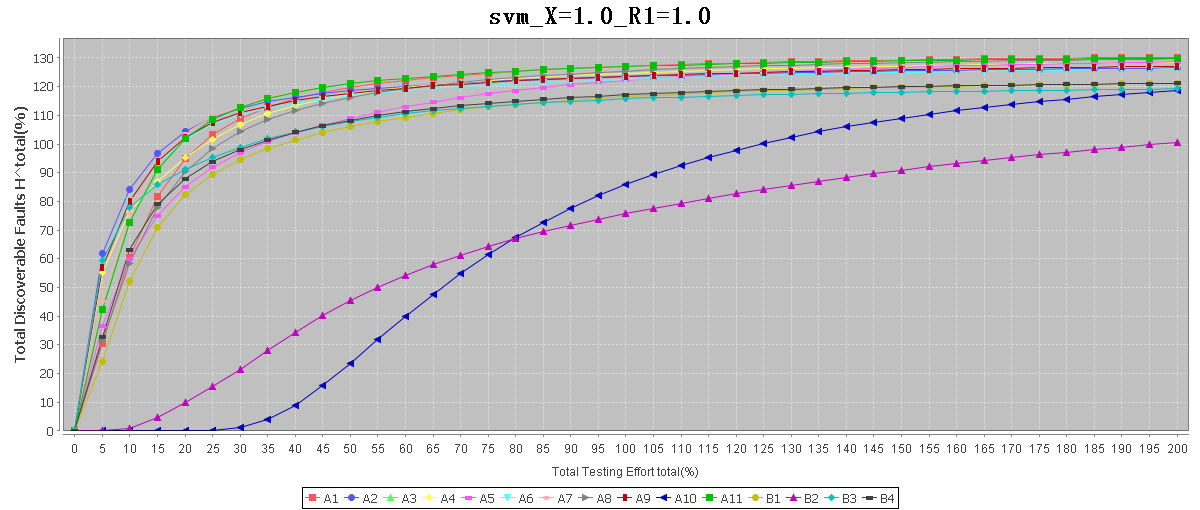 svm_X=1.0_R1=1.0
Total Discoverable Faults H^total(%)
130
120
110
100
90
80
70
60
50
40
30
20
10
0
0 5 10 15 20 25 30 35 40 45 50 55 60 65 70 75 80 85 90 95 100 105 110 115 120 125 130 135 140 145 150 155 160 165 170 175 180 185 190 195 200
Total Testing Effort total(%)
A1 A2 A3 A4 A5 A6 A7 A8 A9 A10 A11 B1 B2 B3 B4